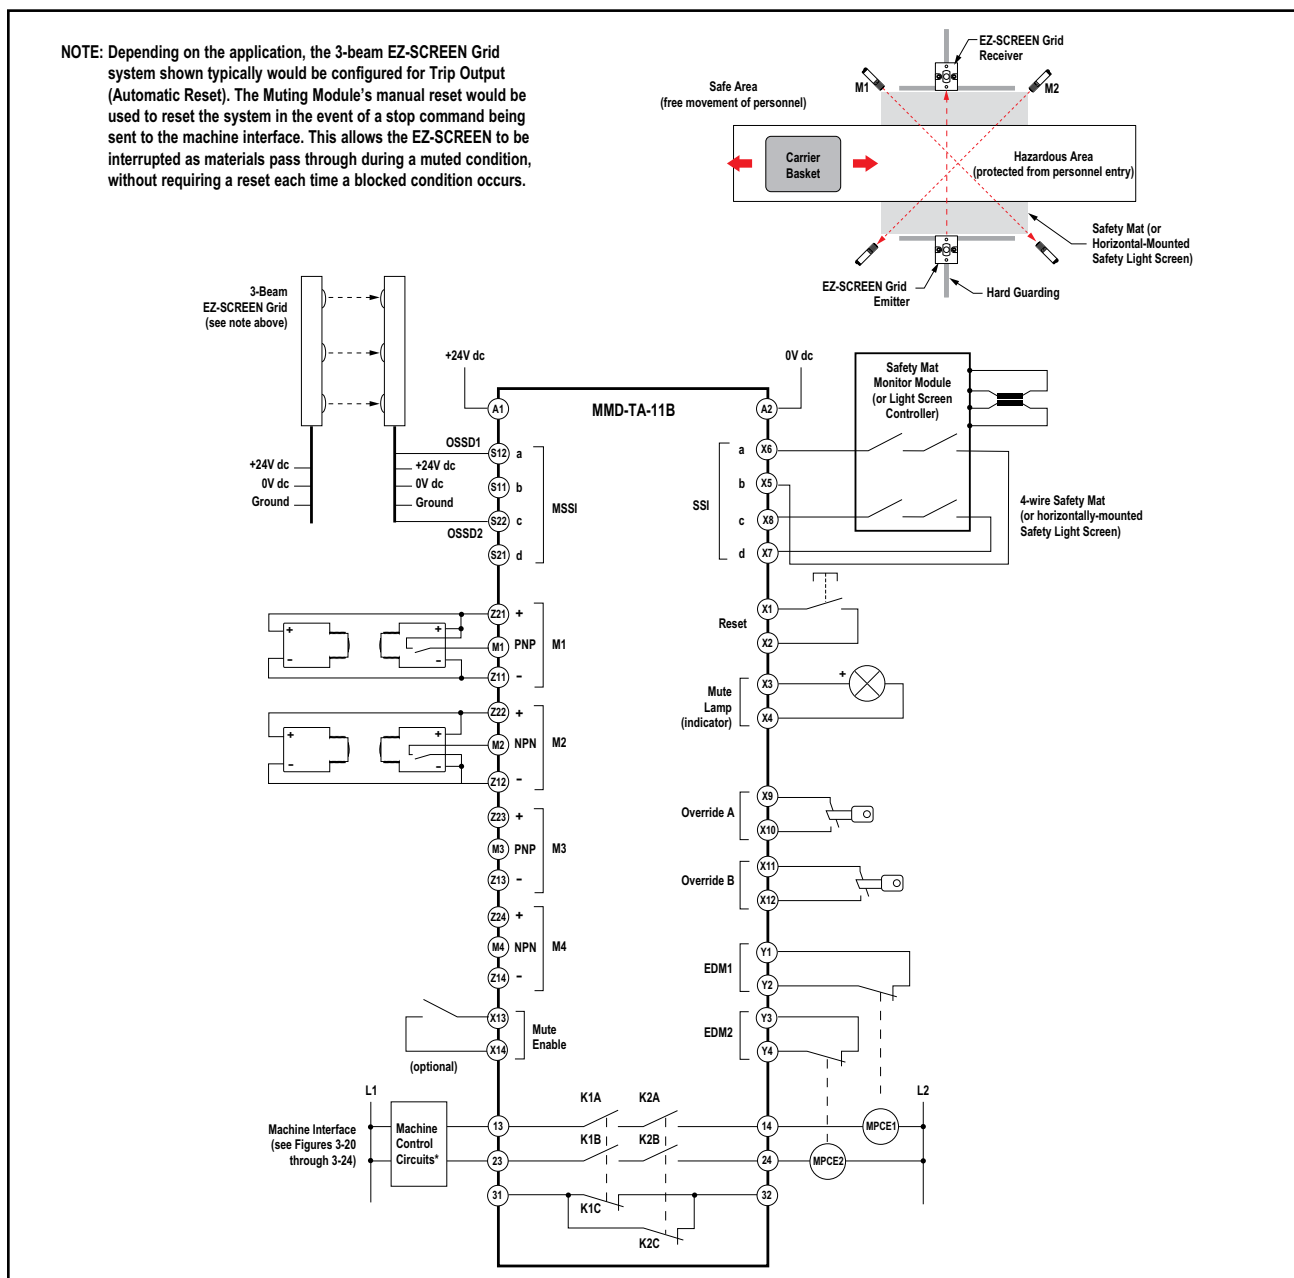 NOTE: Depending on the application, the 3-beam EZ-SCREEN Grid
system shown typically would be configured for Trip Output
(Automatic Reset). The Muting Module's manual reset would be
used to reset the system in the event of a stop command being
sent to the machine interface. This allows the EZ-SCREEN to be
interrupted as materials pass through during a muted condition,
without requiring a reset each time a blocked condition occurs.
EZ-SCREEN Grid
Receiver
Safe Area
(free movement of personnel)
M1
M2
Carrier
Basket
Hazardous Area
(protected from personnel entry)
Safety Mat (or
Horizontal-Mounted
Safety Light Screen)
EZ-SCREEN Grid
Emitter
Hard Guarding
3-Beam
EZ-SCREEN Grid
(see note above)
+24V dc
0V dc
Ground
OSSD1
+24V dc
0V dc
Ground
OSSD2
+24V dc
0V dc
MMD-TA-11B
A1
A2
S12 a
S11 b
S22 c
S21 d
MSSI
a X6
b X5
c X8
d X7
SSI
Safety Mat
Monitor Module
(or Light Screen
Controller)
4-wire Safety Mat
(or horizontally-mounted
Safety Light Screen)
+
-
+
-
Z21 +
M1 PNP M1
Z11 -
+
-
+
-
Z22 +
M2 NPN M2
Z12 -
Z23 +
M3 PNP M3
Z13 -
Z24 +
M4 NPN M4
Z14 -
X13
X14
Mute
Enable
(optional)
Reset
X1
X2
Mute
Lamp
(indicator)
X3
X4
+
Override A
X9
X10
Override B
X11
X12
EDM1
Y1
Y2
EDM2
Y3
Y4
L1
L2
Machine Interface
(see Figures 3-20
through 3-24)
Machine
Control
Circuits*
13
K1A
K2A
14
MPCE1
23
K1B
K2B
24
MPCE2
31
K1C
32
K2C